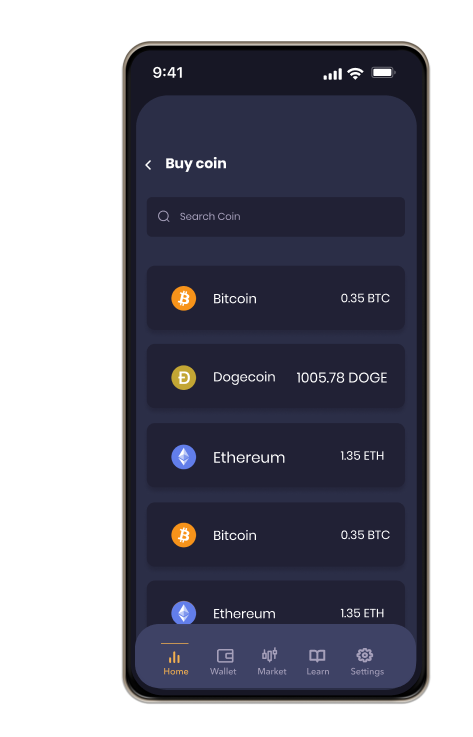 9:41
Buy coin
Search Coin
Bitcoin 0.35 BTC
Dogecoin 1005.78 DOGE
Ethereum 1.35 ETH
Bitcoin 0.35 BTC
Ethereum 1.35 ETH
Home Wallet Market Learn Settings